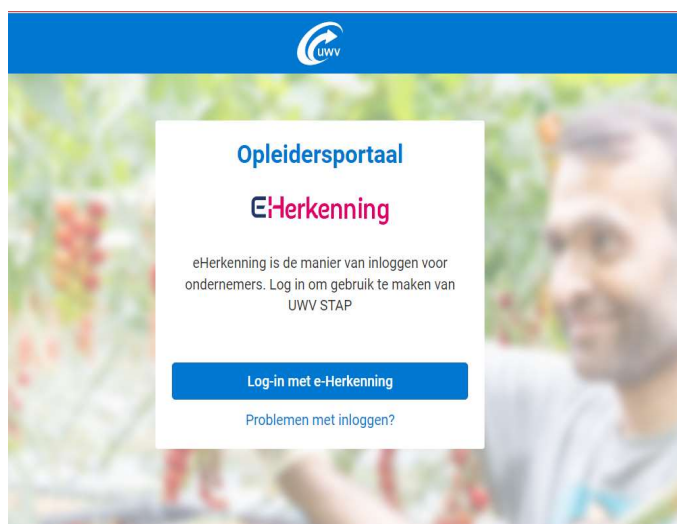 UWV
Opleidersportaal
eHerkenning
eHerkenning is de manier van inloggen voor
ondernemers. Log in om gebruik te maken van
UWV STAP
Log-in met e-Herkenning
Problemen met inloggen?